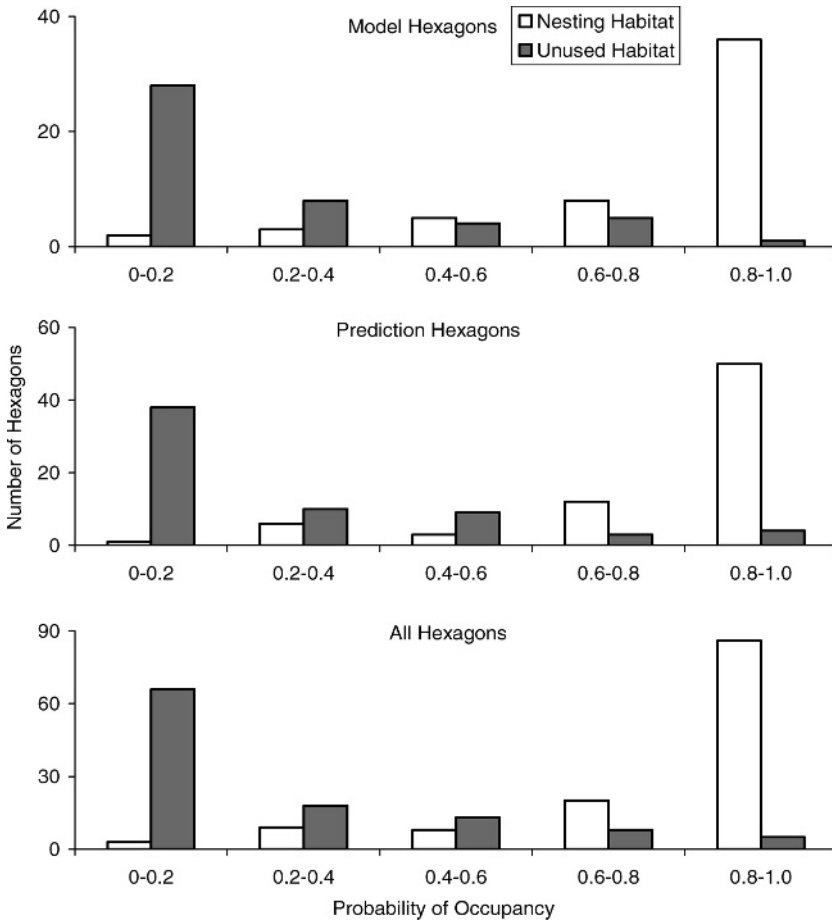 Model Hexagons
Nesting Habitat
Unused Habitat
40
20
0
0-0.2 0.2-0.4 0.4-0.6 0.6-0.8 0.8-1.0
Number of Hexagons
Prediction Hexagons
60
40
20
0
0-0.2 0.2-0.4 0.4-0.6 0.6-0.8 0.8-1.0
All Hexagons
90
60
30
0
0-0.2 0.2-0.4 0.4-0.6 0.6-0.8 0.8-1.0
Probability of Occupancy